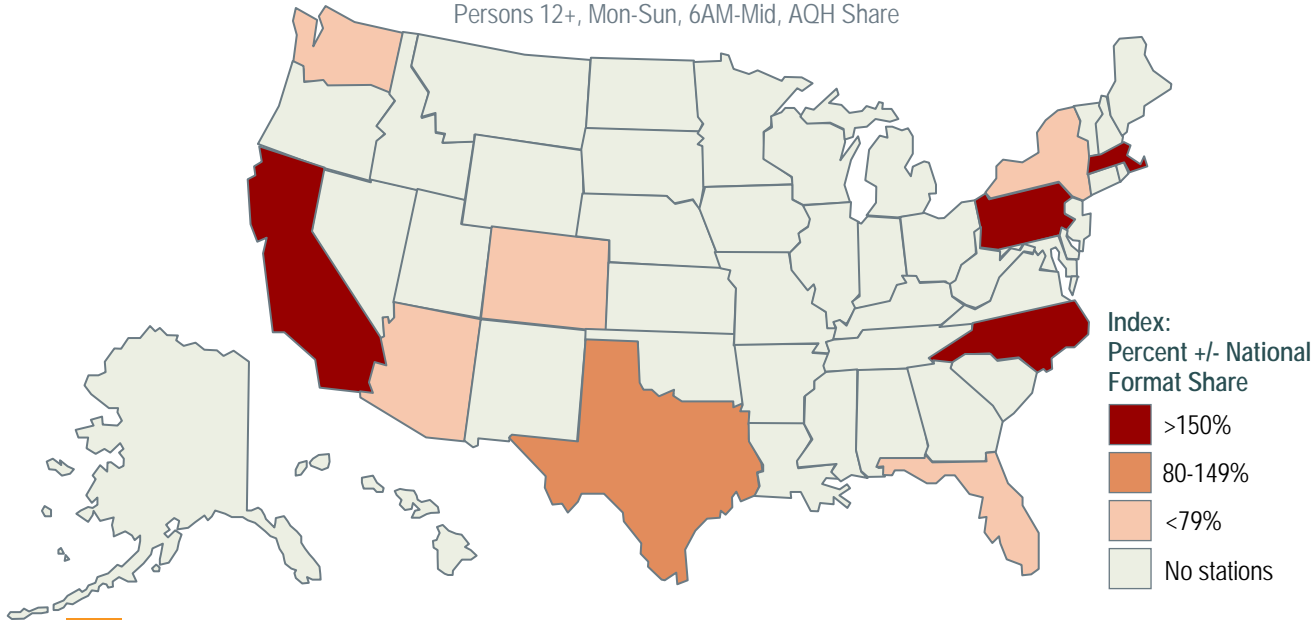 Persons 12+, Mon-Sun, 6AM-Mid, AQH Share
Index:
Percent +/- National
Format Share
>150%
80-149%
<79%
No stations